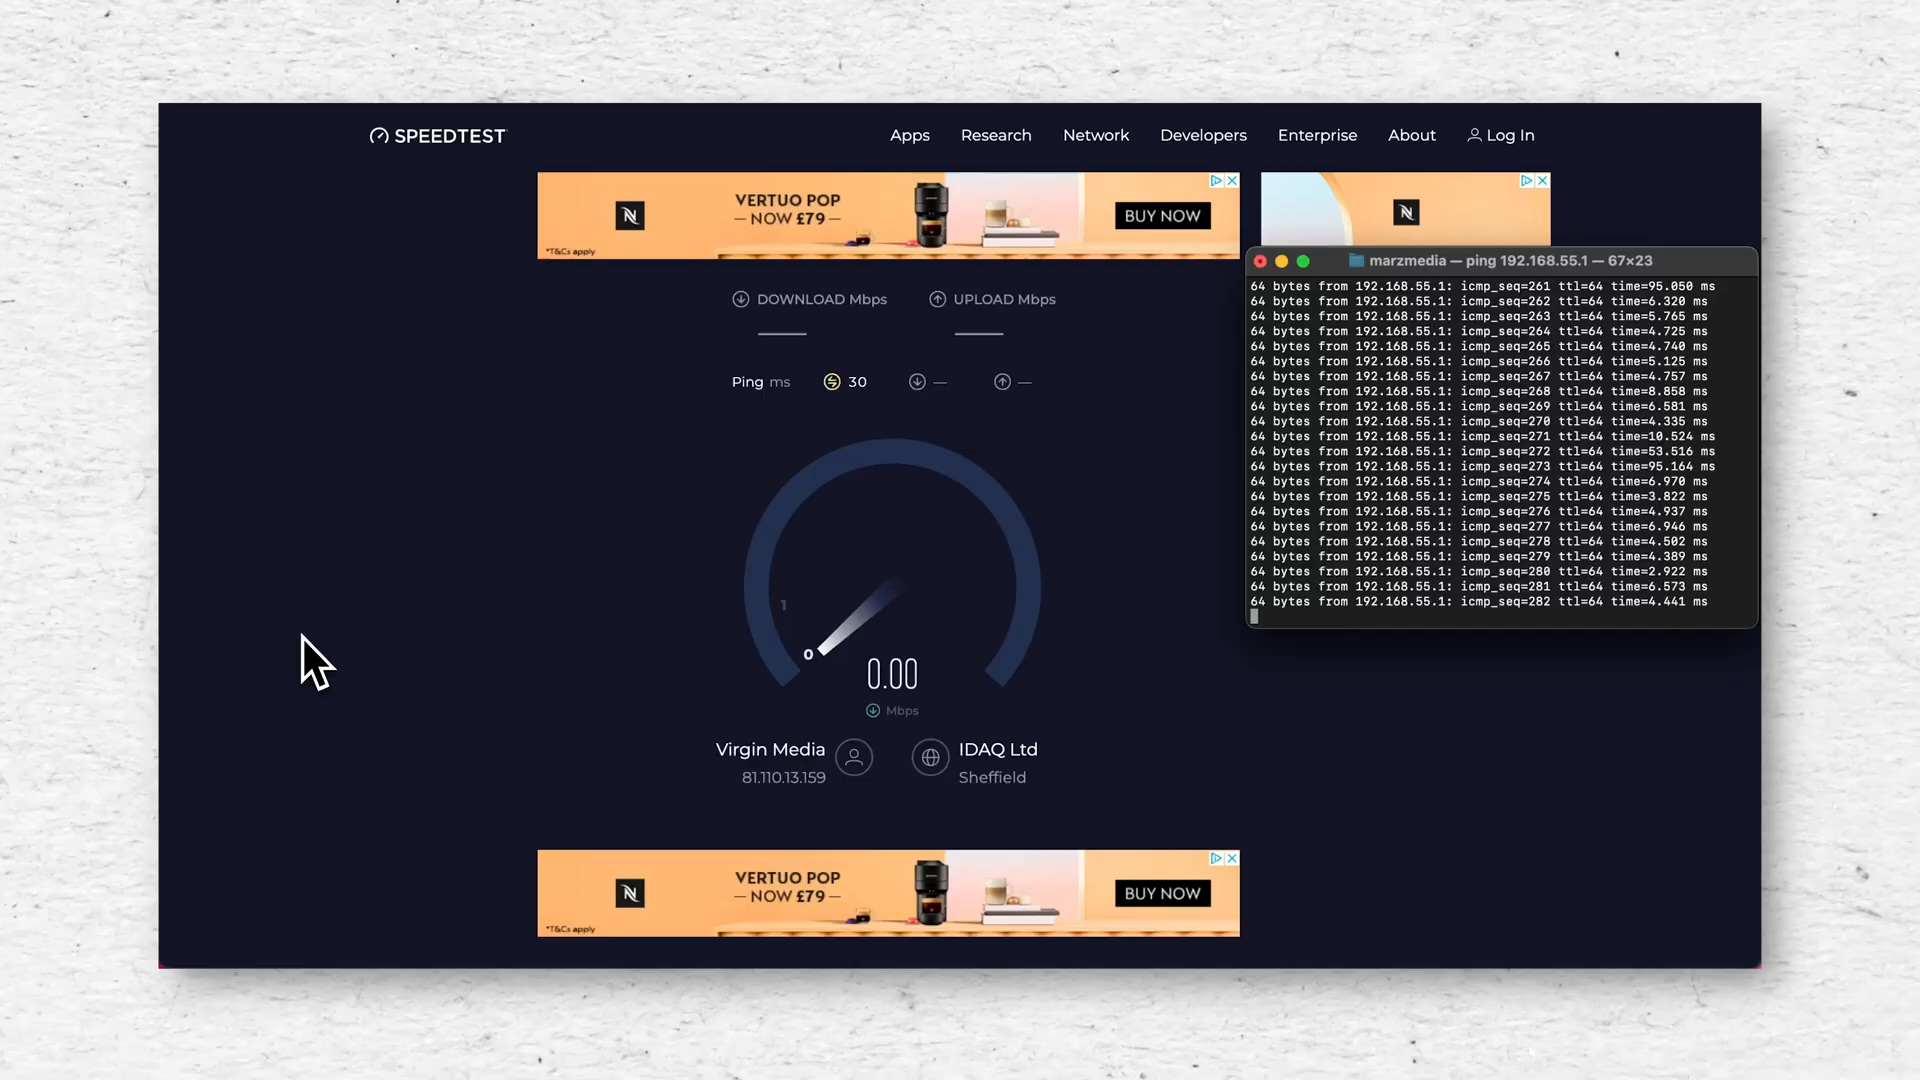 SPEEDTEST
Apps Research Network Developers Enterprise About Log In
N
VERTUO POP
— NOW £79 —
BUY NOW
*T&Cs apply
N
DOWNLOAD Mbps UPLOAD Mbps
Ping ms 30 — —
1
0
0.00
Mbps
Virgin Media
81.110.13.159
IDAQ Ltd
Sheffield
N
VERTUO POP
— NOW £79 —
BUY NOW
*T&Cs apply
marzmedia — ping 192.168.55.1 — 67×23
64 bytes from 192.168.55.1: icmp_seq=261 ttl=64 time=95.050 ms
64 bytes from 192.168.55.1: icmp_seq=262 ttl=64 time=6.320 ms
64 bytes from 192.168.55.1: icmp_seq=263 ttl=64 time=5.765 ms
64 bytes from 192.168.55.1: icmp_seq=264 ttl=64 time=4.725 ms
64 bytes from 192.168.55.1: icmp_seq=265 ttl=64 time=4.740 ms
64 bytes from 192.168.55.1: icmp_seq=266 ttl=64 time=5.125 ms
64 bytes from 192.168.55.1: icmp_seq=267 ttl=64 time=4.757 ms
64 bytes from 192.168.55.1: icmp_seq=268 ttl=64 time=8.858 ms
64 bytes from 192.168.55.1: icmp_seq=269 ttl=64 time=6.581 ms
64 bytes from 192.168.55.1: icmp_seq=270 ttl=64 time=4.335 ms
64 bytes from 192.168.55.1: icmp_seq=271 ttl=64 time=10.524 ms
64 bytes from 192.168.55.1: icmp_seq=272 ttl=64 time=53.516 ms
64 bytes from 192.168.55.1: icmp_seq=273 ttl=64 time=95.164 ms
64 bytes from 192.168.55.1: icmp_seq=274 ttl=64 time=6.970 ms
64 bytes from 192.168.55.1: icmp_seq=275 ttl=64 time=3.822 ms
64 bytes from 192.168.55.1: icmp_seq=276 ttl=64 time=4.937 ms
64 bytes from 192.168.55.1: icmp_seq=277 ttl=64 time=6.946 ms
64 bytes from 192.168.55.1: icmp_seq=278 ttl=64 time=4.502 ms
64 bytes from 192.168.55.1: icmp_seq=279 ttl=64 time=4.389 ms
64 bytes from 192.168.55.1: icmp_seq=280 ttl=64 time=2.922 ms
64 bytes from 192.168.55.1: icmp_seq=281 ttl=64 time=6.573 ms
64 bytes from 192.168.55.1: icmp_seq=282 ttl=64 time=4.441 ms